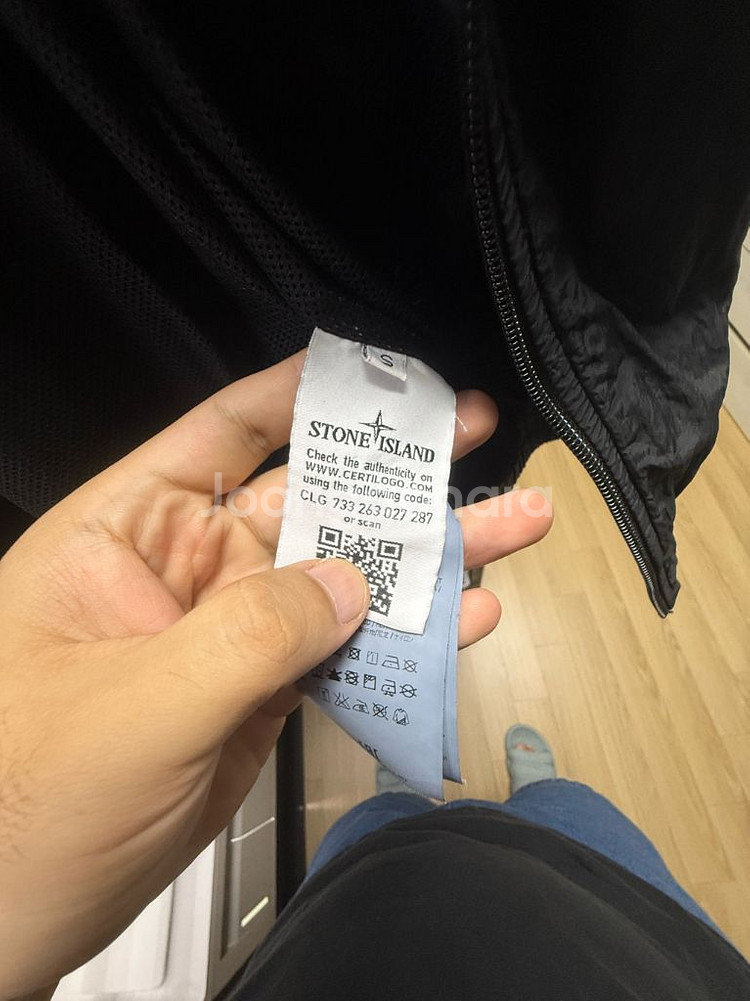 S
STONE ISLAND
Check the authenticity on
WWW.CERTILOGO.COM
using the following code:
CLG 733 263 027 287
or scan